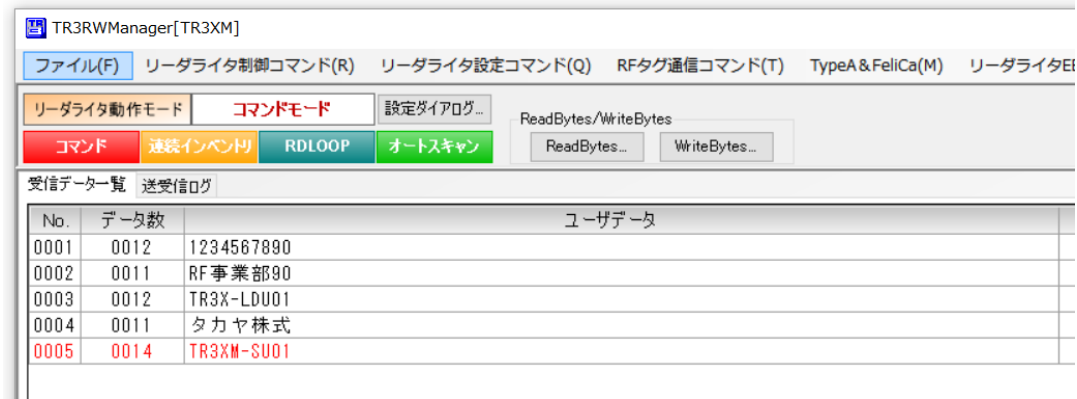 TR3RWManager[TR3XM]
ファイル(F) リーダライタ制御コマンド(R) リーダライタ設定コマンド(Q) RFタグ通信コマンド(T) TypeA&FeliCa(M) リーダライタEE
リーダライタ動作モード コマンドモード 設定ダイアログ... ReadBytes/WriteBytes
コマンド 連続インベントリ RDLOOP オートスキャン ReadBytes... WriteBytes...
受信データ一覧 送受信ログ
No. データ数 ユーザデータ
0001 0012 1234567890
0002 0011 RF事業部90
0003 0012 TR3X-LDU01
0004 0011 タカヤ株式
0005 0014 TR3XM-SU01